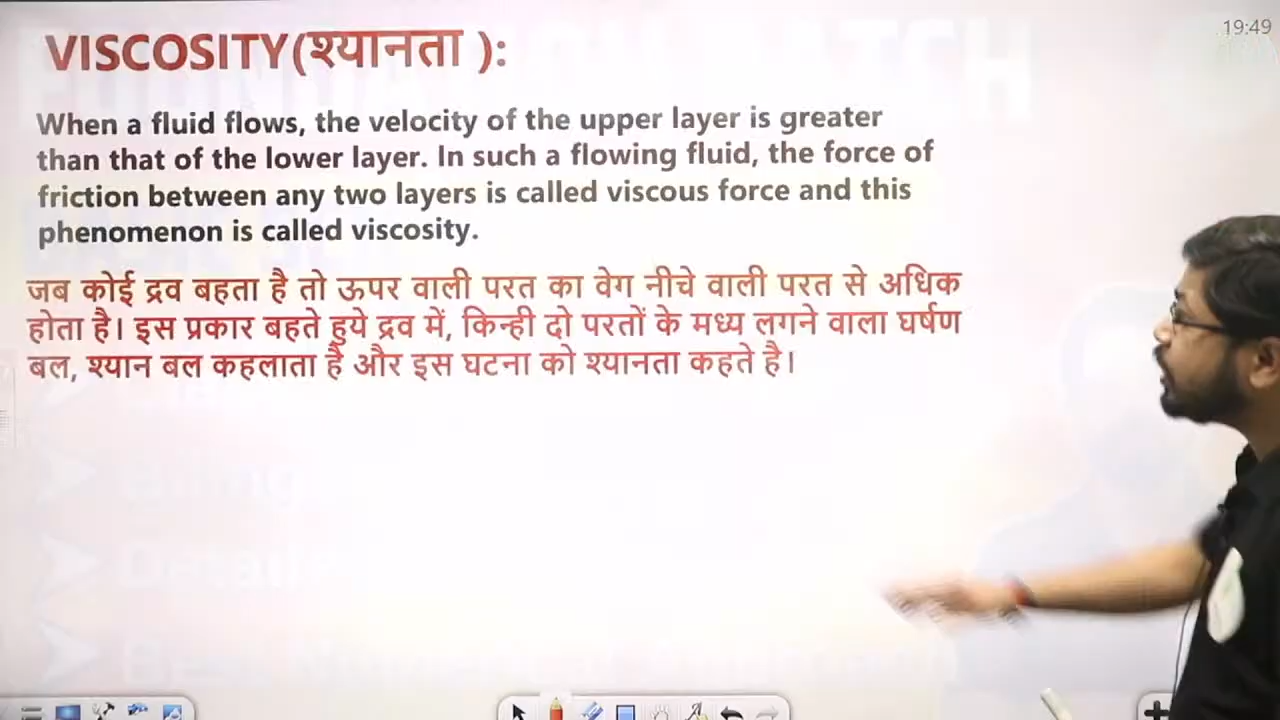 VISCOSITY(श्यानता ):
19:49
When a fluid flows, the velocity of the upper layer is greater
than that of the lower layer. In such a flowing fluid, the force of
friction between any two layers is called viscous force and this
phenomenon is called viscosity.
जब कोई द्रव बहता है तो ऊपर वाली परत का वेग नीचे वाली परत से अधिक
होता है। इस प्रकार बहते हुये द्रव में, किन्ही दो परतों के मध्य लगने वाला घर्षण
बल, श्यान बल कहलाता है और इस घटना को श्यानता कहते है।